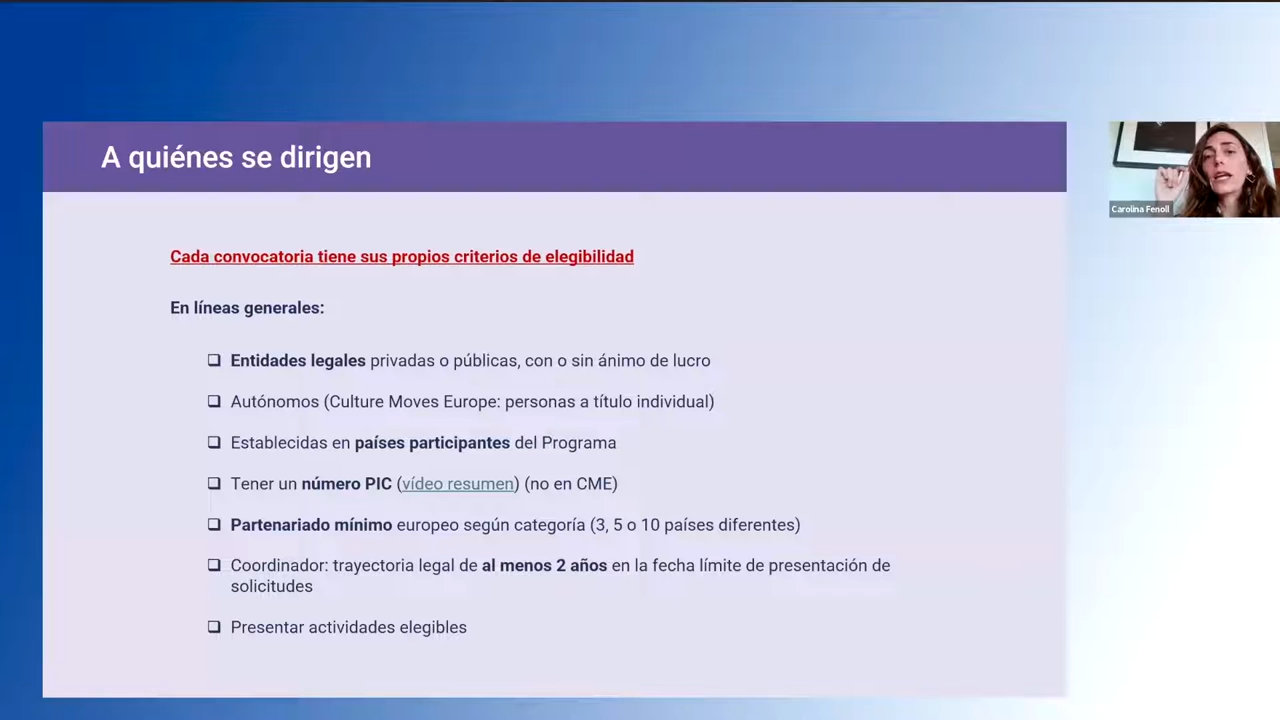 A quiénes se dirigen
Carolina Fenoll
Cada convocatoria tiene sus propios criterios de elegibilidad
En líneas generales:
Entidades legales privadas o públicas, con o sin ánimo de lucro
Autónomos (Culture Moves Europe: personas a título individual)
Establecidas en países participantes del Programa
Tener un número PIC (vídeo resumen) (no en CME)
Partenariado mínimo europeo según categoría (3, 5 o 10 países diferentes)
Coordinador: trayectoria legal de al menos 2 años en la fecha límite de presentación de
solicitudes
Presentar actividades elegibles